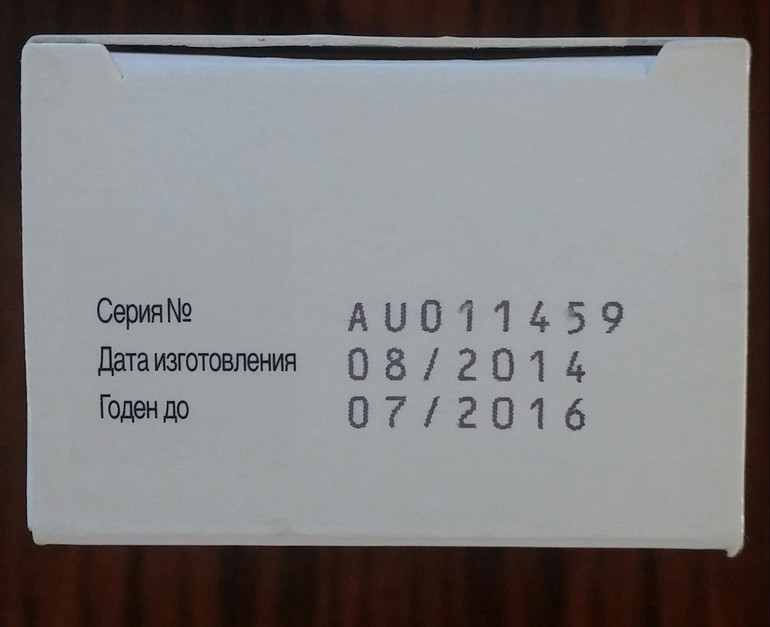 Серия № AU011459
Дата изготовления 08/2014
Годен до 07/2016